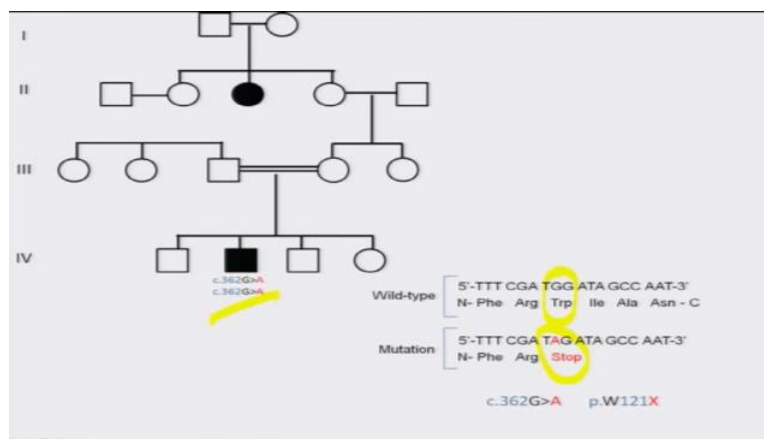 I
II
III
IV
c.362G>A
c.362G>A
Wild-type
5'-TTT CGA TGG ATA GCC AAT-3'
N- Phe Arg Trp Ile Ala Asn - C
Mutation
5'-TTT CGA TAG ATA GCC AAT-3'
N- Phe Arg Stop
c.362G>A p.W121X